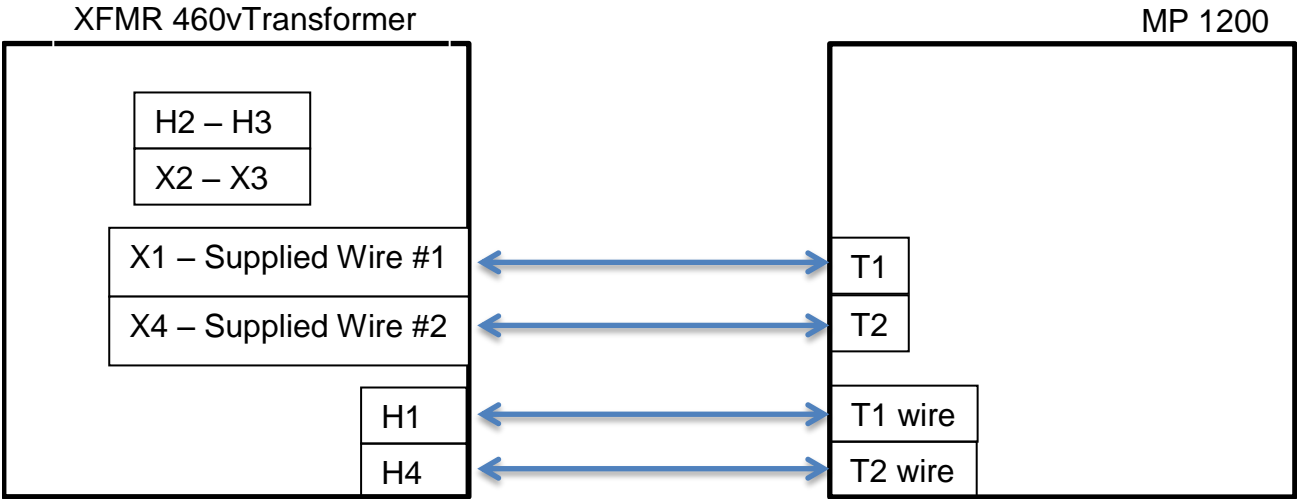 XFMR 460vTransformer
MP 1200
H2 – H3
X2 – X3
X1 – Supplied Wire #1
T1
X4 – Supplied Wire #2
T2
H1
T1 wire
H4
T2 wire